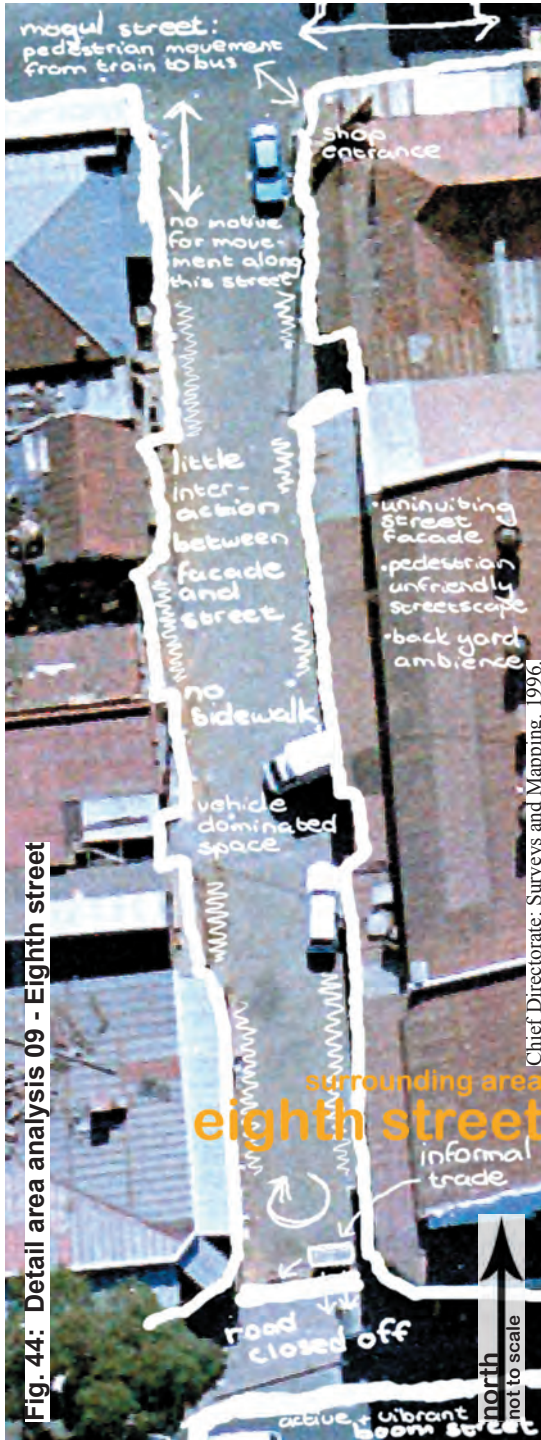 mogul street:
pedestrian movement
from train to bus
shop
entrance
no motive
for move-
ment along
this street
little
inter-
action
between
facade
and
street
•uninviting
street
facade
•pedestrian
unfriendly
streetscape
•back yard
ambience
no
sidewalk
vehicle
dominated
space
surrounding area
eighth street
informal
trade
road
closed off
active + vibrant
boom street
north
not to scale
Fig. 44: Detail area analysis 09 - Eighth street
Chief Directorate: Surveys and Mapping, 1996.